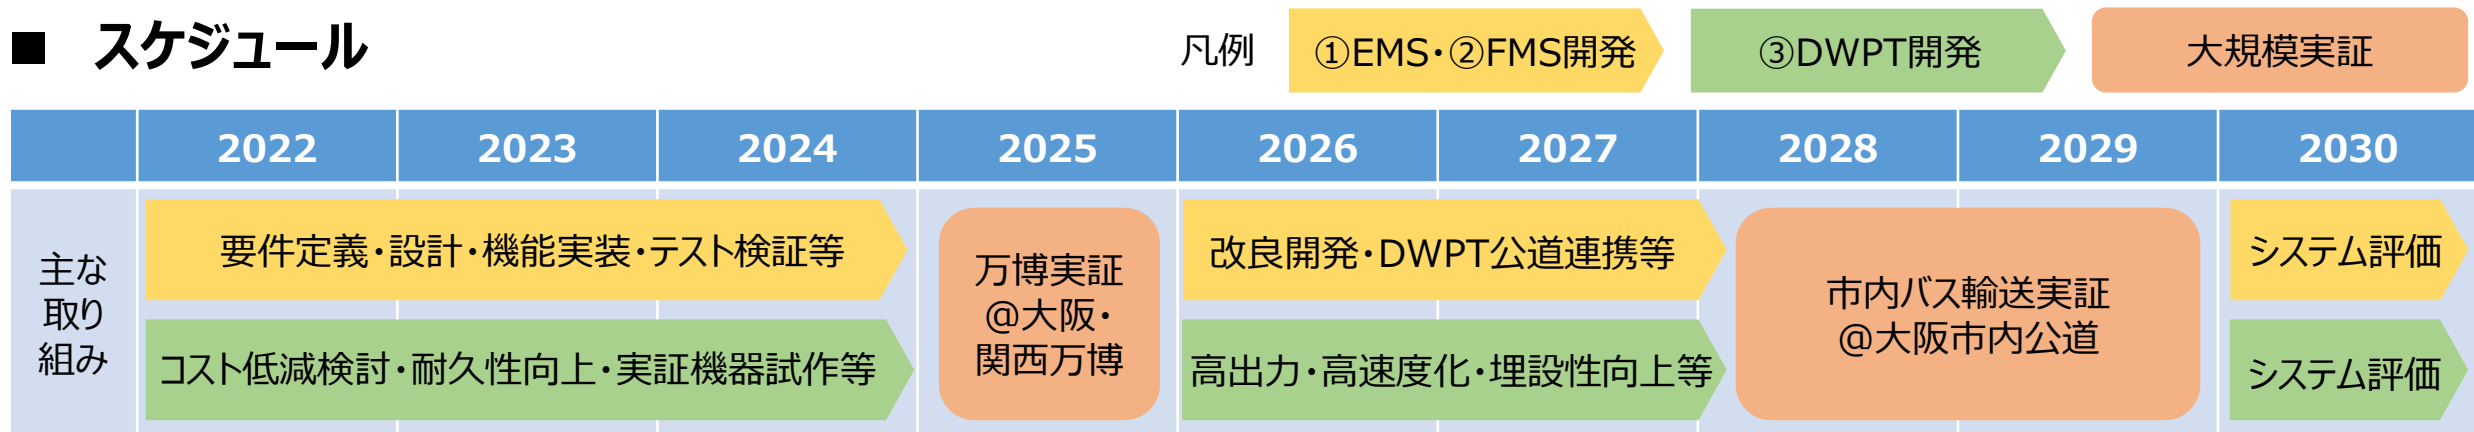 ■ スケジュール
凡例
①EMS・②FMS開発
③DWPT開発
大規模実証
2022 2023 2024 2025 2026 2027 2028 2029 2030
主な
取り
組み
要件定義・設計・機能実装・テスト検証等
コスト低減検討・耐久性向上・実証機器試作等
万博実証
@大阪・
関西万博
改良開発・DWPT公道連携等
高出力・高速度化・埋設性向上等
市内バス輸送実証
@大阪市内公道
システム評価
システム評価